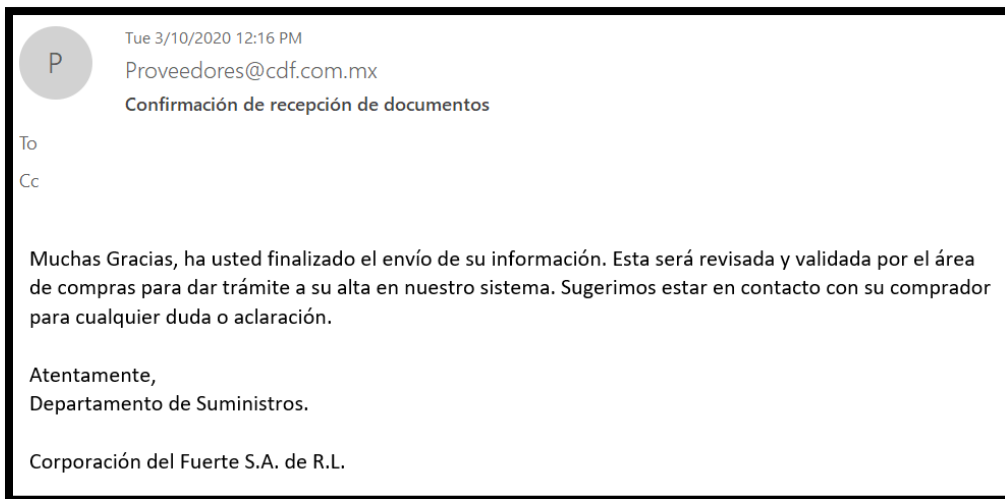 P
Tue 3/10/2020 12:16 PM
Proveedores@cdf.com.mx
Confirmación de recepción de documentos
To
Cc
Muchas Gracias, ha usted finalizado el envío de su información. Esta será revisada y validada por el área
de compras para dar trámite a su alta en nuestro sistema. Sugerimos estar en contacto con su comprador
para cualquier duda o aclaración.
Atentamente,
Departamento de Suministros.
Corporación del Fuerte S.A. de R.L.